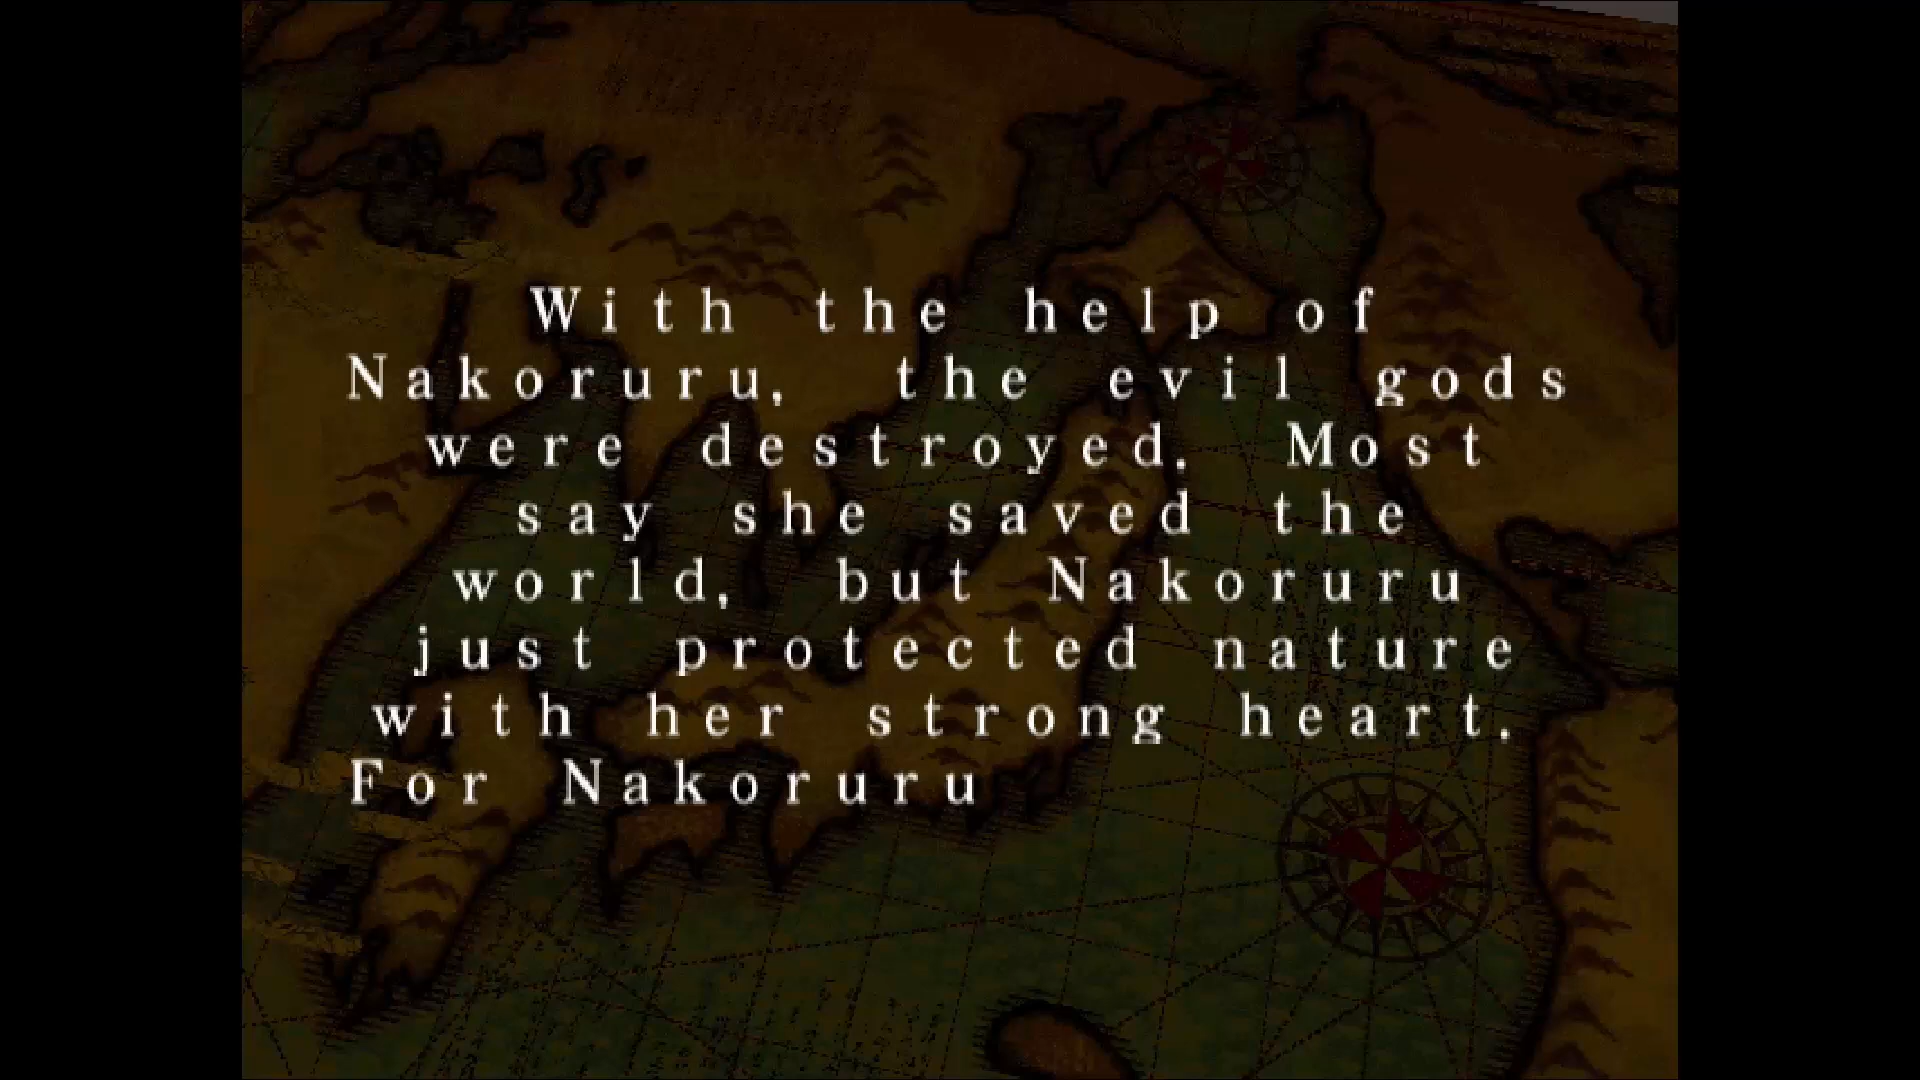 With the help of
Nakoruru, the evil gods
were destroyed. Most
say she saved the
world, but Nakoruru
just protected nature
with her strong heart.
For Nakoruru